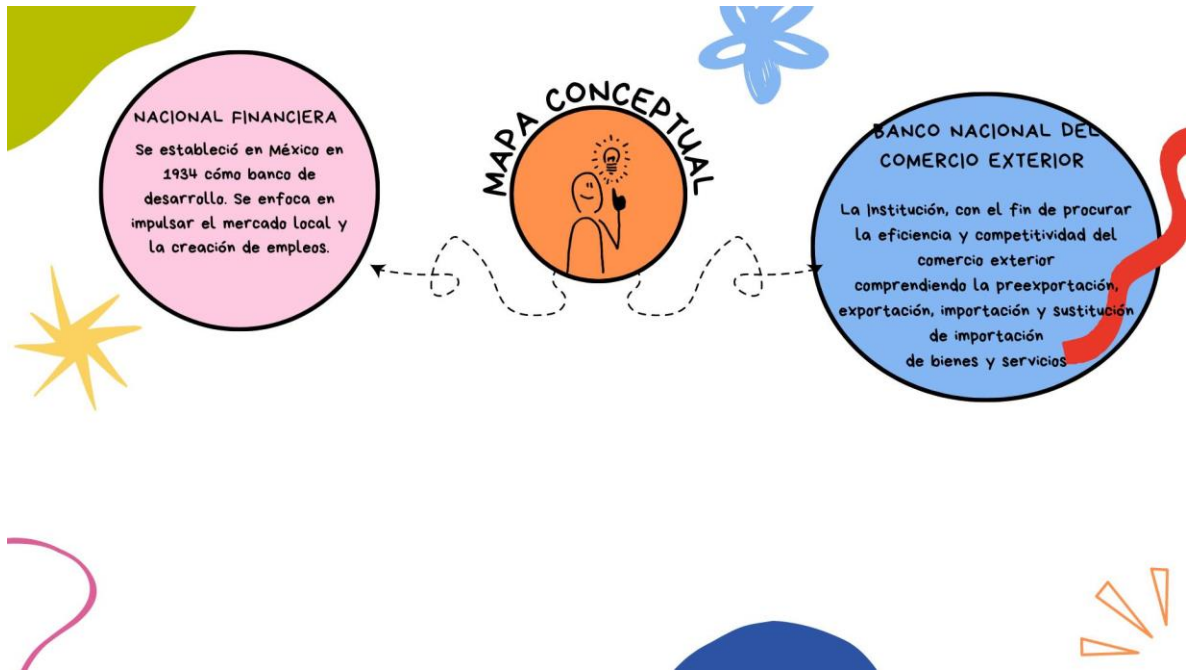 MAPA CONCEPTUAL
NACIONAL FINANCIERA
Se estableció en México en
1934 cómo banco de
desarrollo. Se enfoca en
impulsar el mercado local y
la creación de empleos.
BANCO NACIONAL DEL
COMERCIO EXTERIOR
La Institución, con el fin de procurar
la eficiencia y competitividad del
comercio exterior
comprendiendo la preexportación,
exportación, importación y sustitución
de importación
de bienes y servicios